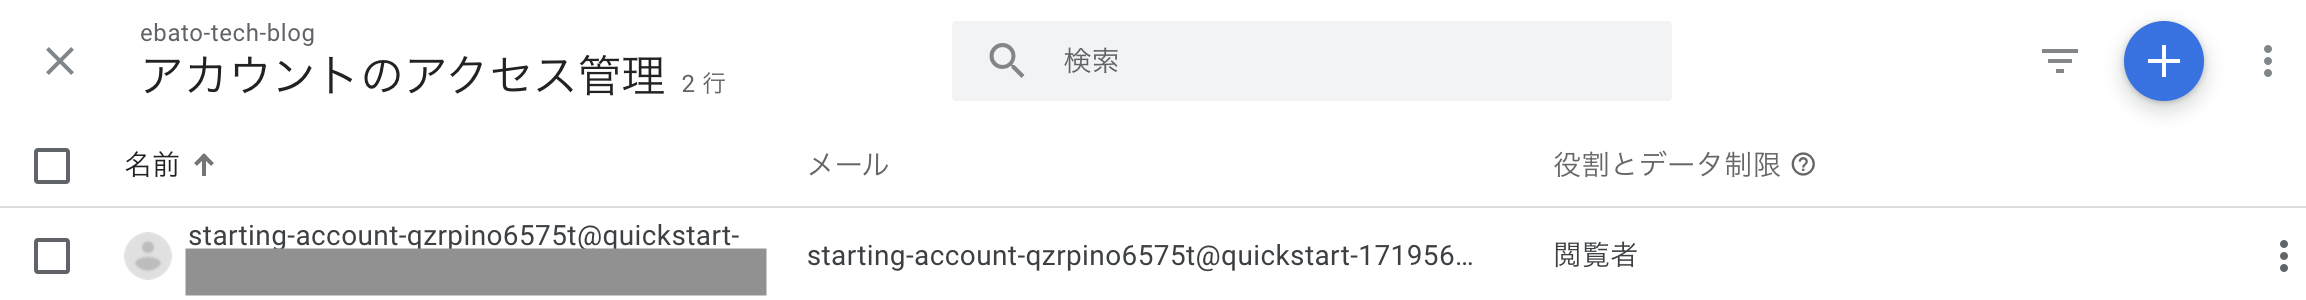 ebato-tech-blog
アカウントのアクセス管理 2 行
検索
名前 メール 役割とデータ制限
starting-account-qzrpino6575t@quickstart-
starting-account-qzrpino6575t@quickstart-171956... 閲覧者